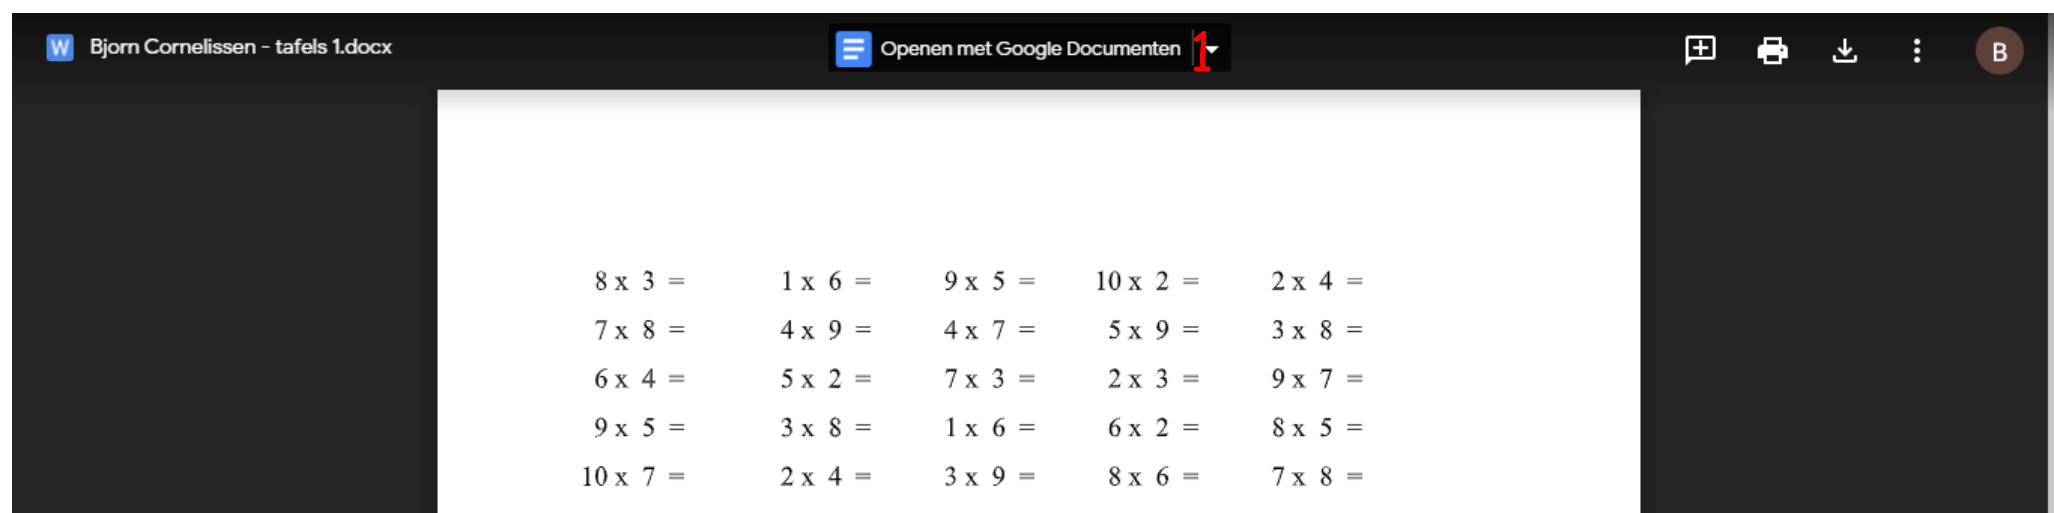 W Bjorn Cornelissen - tafels 1.docx Openen met Google Documenten 1 B
8 x 3 = 1 x 6 = 9 x 5 = 10 x 2 = 2 x 4 =
7 x 8 = 4 x 9 = 4 x 7 = 5 x 9 = 3 x 8 =
6 x 4 = 5 x 2 = 7 x 3 = 2 x 3 = 9 x 7 =
9 x 5 = 3 x 8 = 1 x 6 = 6 x 2 = 8 x 5 =
10 x 7 = 2 x 4 = 3 x 9 = 8 x 6 = 7 x 8 =